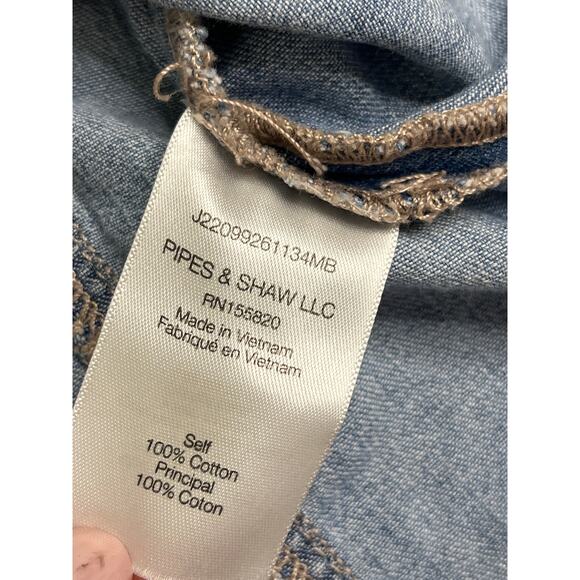 J22099261134MB
PIPES & SHAW LLC
RN155820
Made in Vietnam
Fabriqué en Vietnam
Self
100% Cotton
Principal
100% Coton